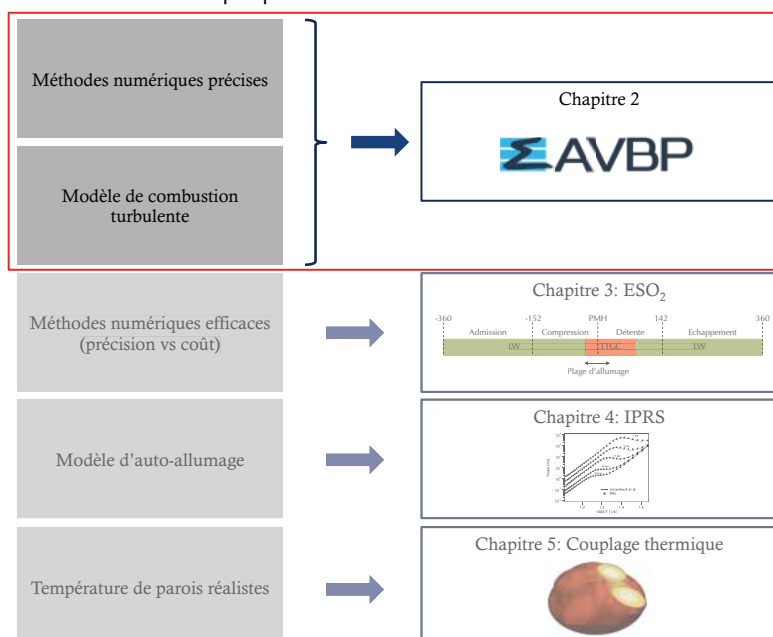 Méthodes numériques précises
Modèle de combustion
turbulente
Chapitre 2
AVBP
Méthodes numériques efficaces
(précision vs coût)
Chapitre 3: ESO2
-360 -152 PMH 142 360
Admission Compression Détente Echappement
LW TTGC LW
Plage d'allumage
Modèle d'auto-allumage
Chapitre 4: IPRS
Température de parois réalistes
Chapitre 5: Couplage thermique